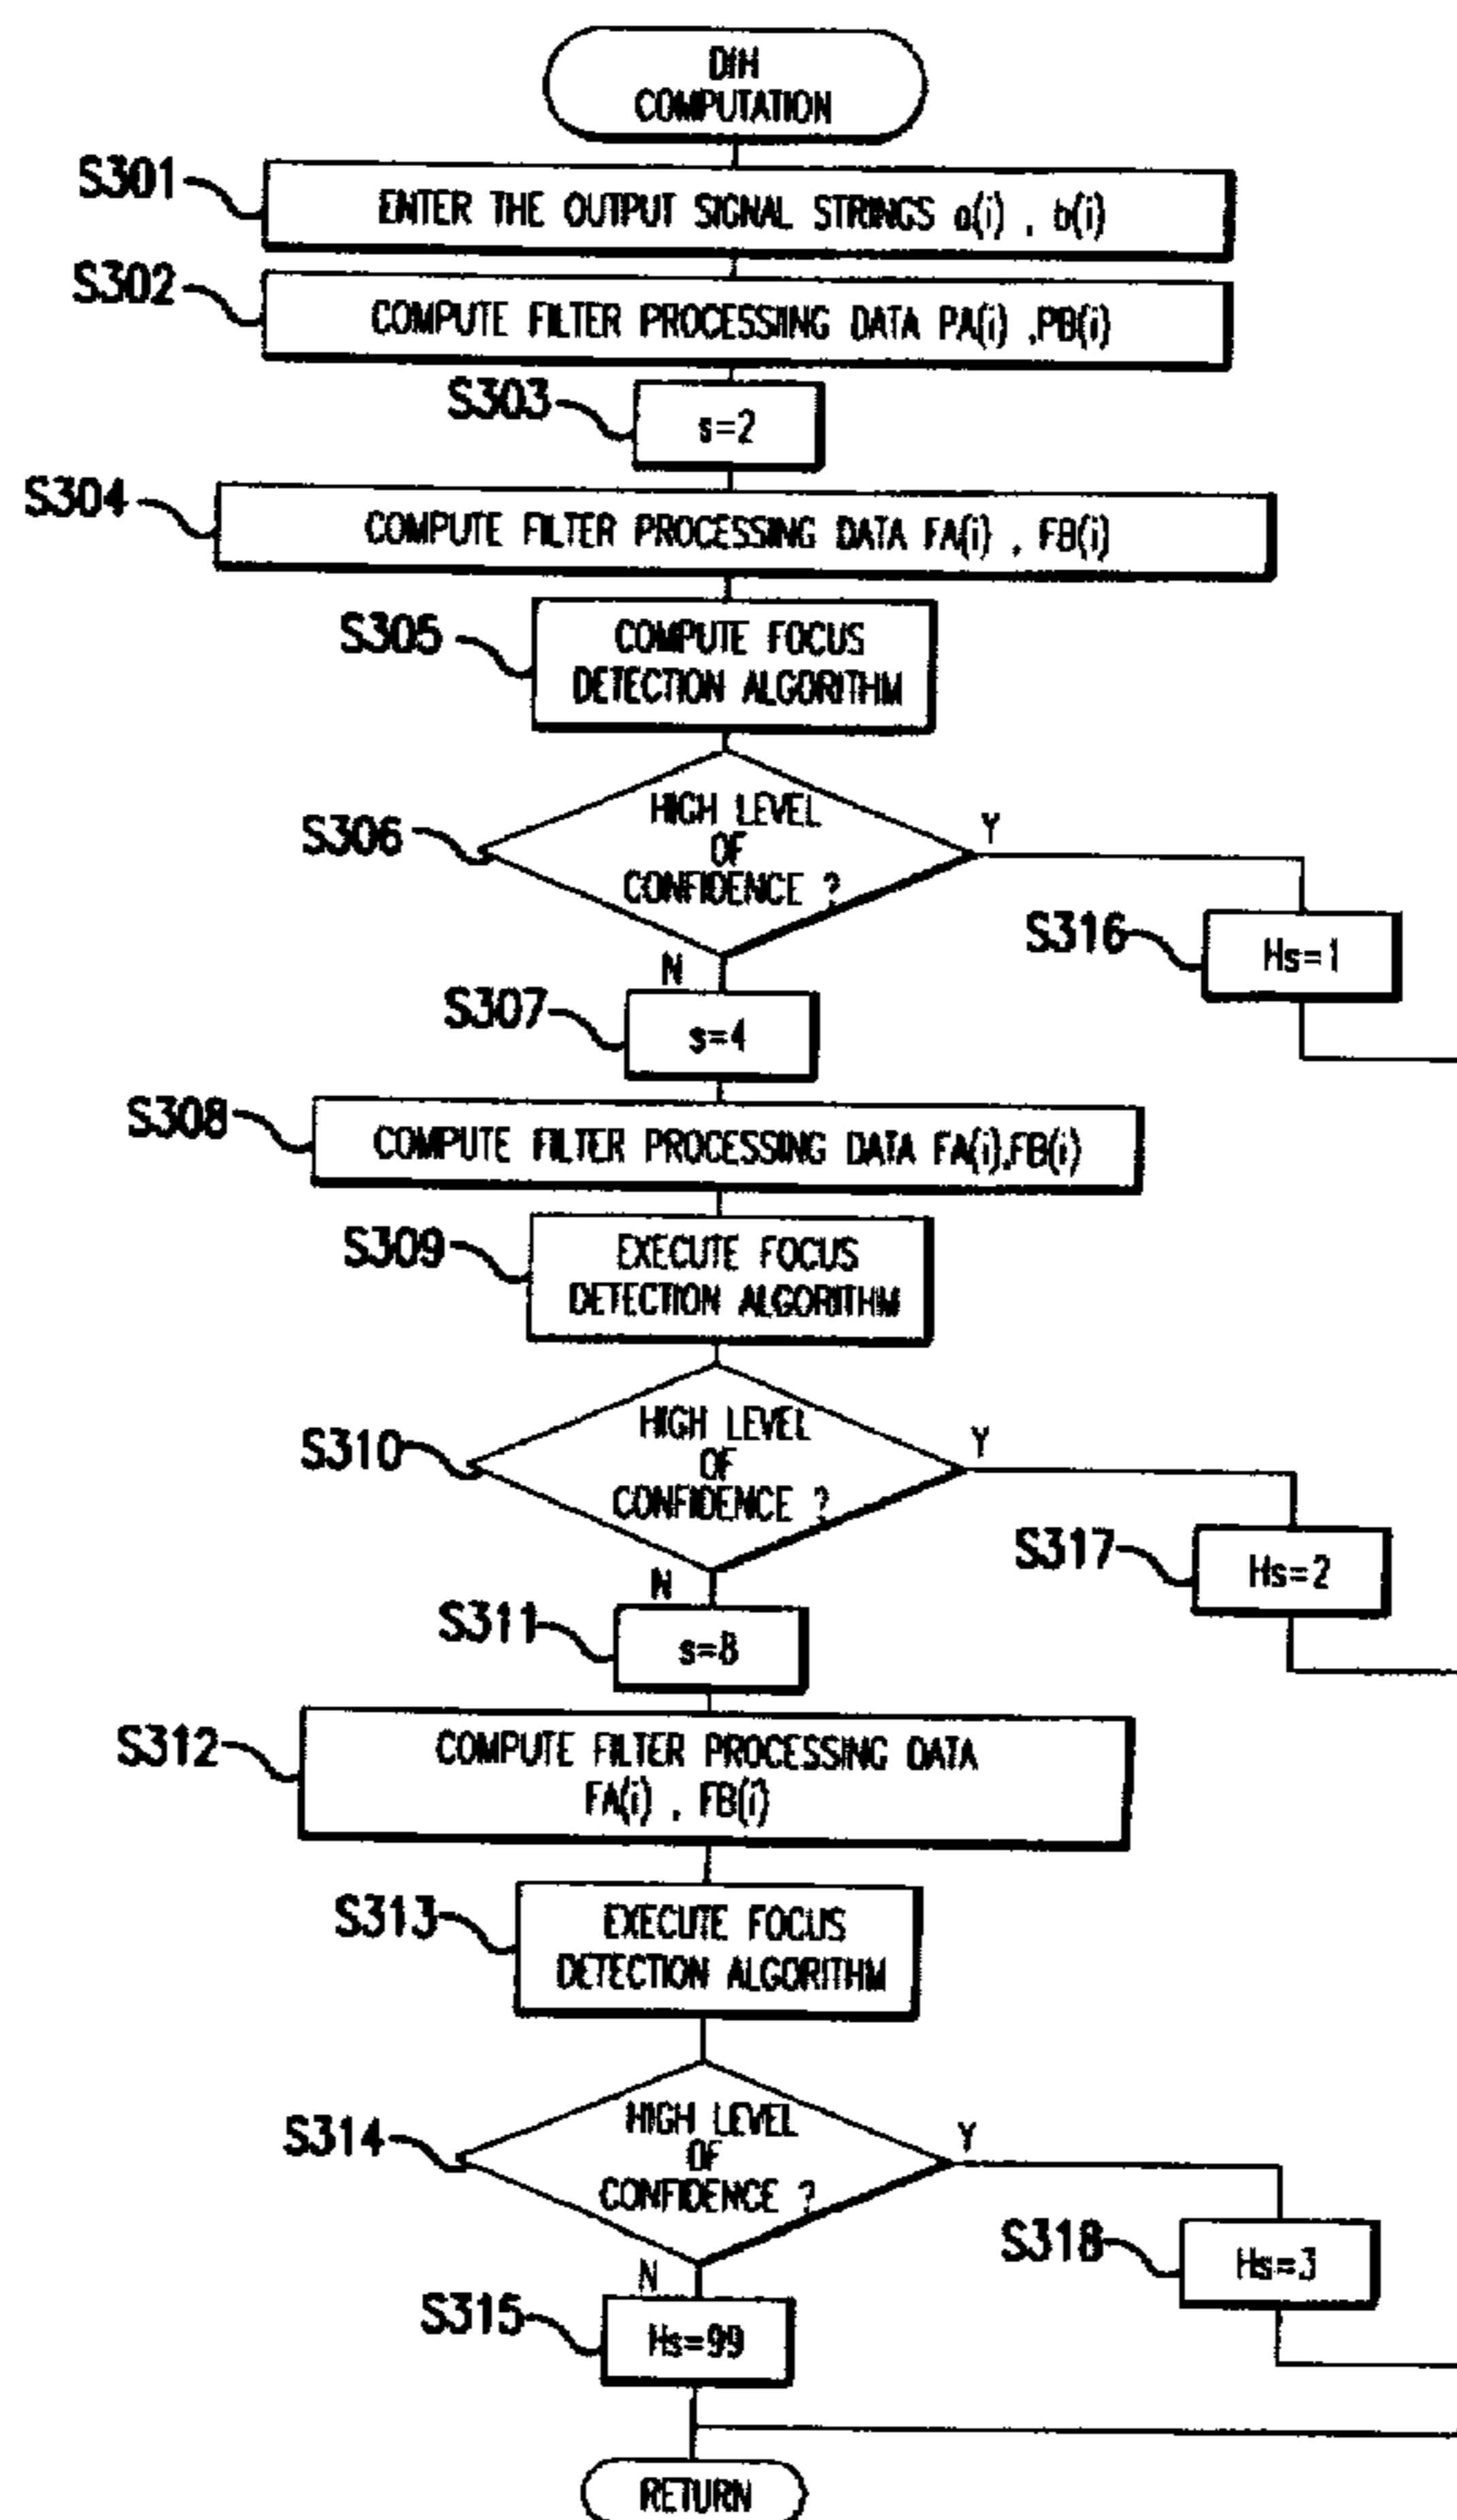 DfH
COMPUTATION
S301
ENTER THE OUTPUT SIGNAL STRINGS a(i) , b(i)
S302
COMPUTE FILTER PROCESSIING DATA PA(i) ,PB(i)
S303
s=2
S304
COMPUTE FILTER PROCESSING DATA FA(i) , FB(i)
S305
COMPUTE FOCUS
DETECTION ALGORITHM
S306
HIGH LEVEL
OF
CONFIDENCE ?
Y
S316
Hs=1
N
S307
s=4
S308
COMPUTE FILTER PROCESSING DATA FA(i),FB(i)
S309
EXECUTE FOCUS
DETECTION ALGORITHM
S310
HIGH LEVEL
OF
CONFIDENCE ?
Y
S317
Hs=2
N
S311
s=8
S312
COMPUTE FILTER PROCESSING DATA
FA(i) , FB(i)
S313
EXECUTE FOCUS
DETECTION ALGORITHM
S314
HIGH LEVEL
OF
CONFIDENCE ?
Y
S318
Hs=3
N
S315
Hs=99
RETURN